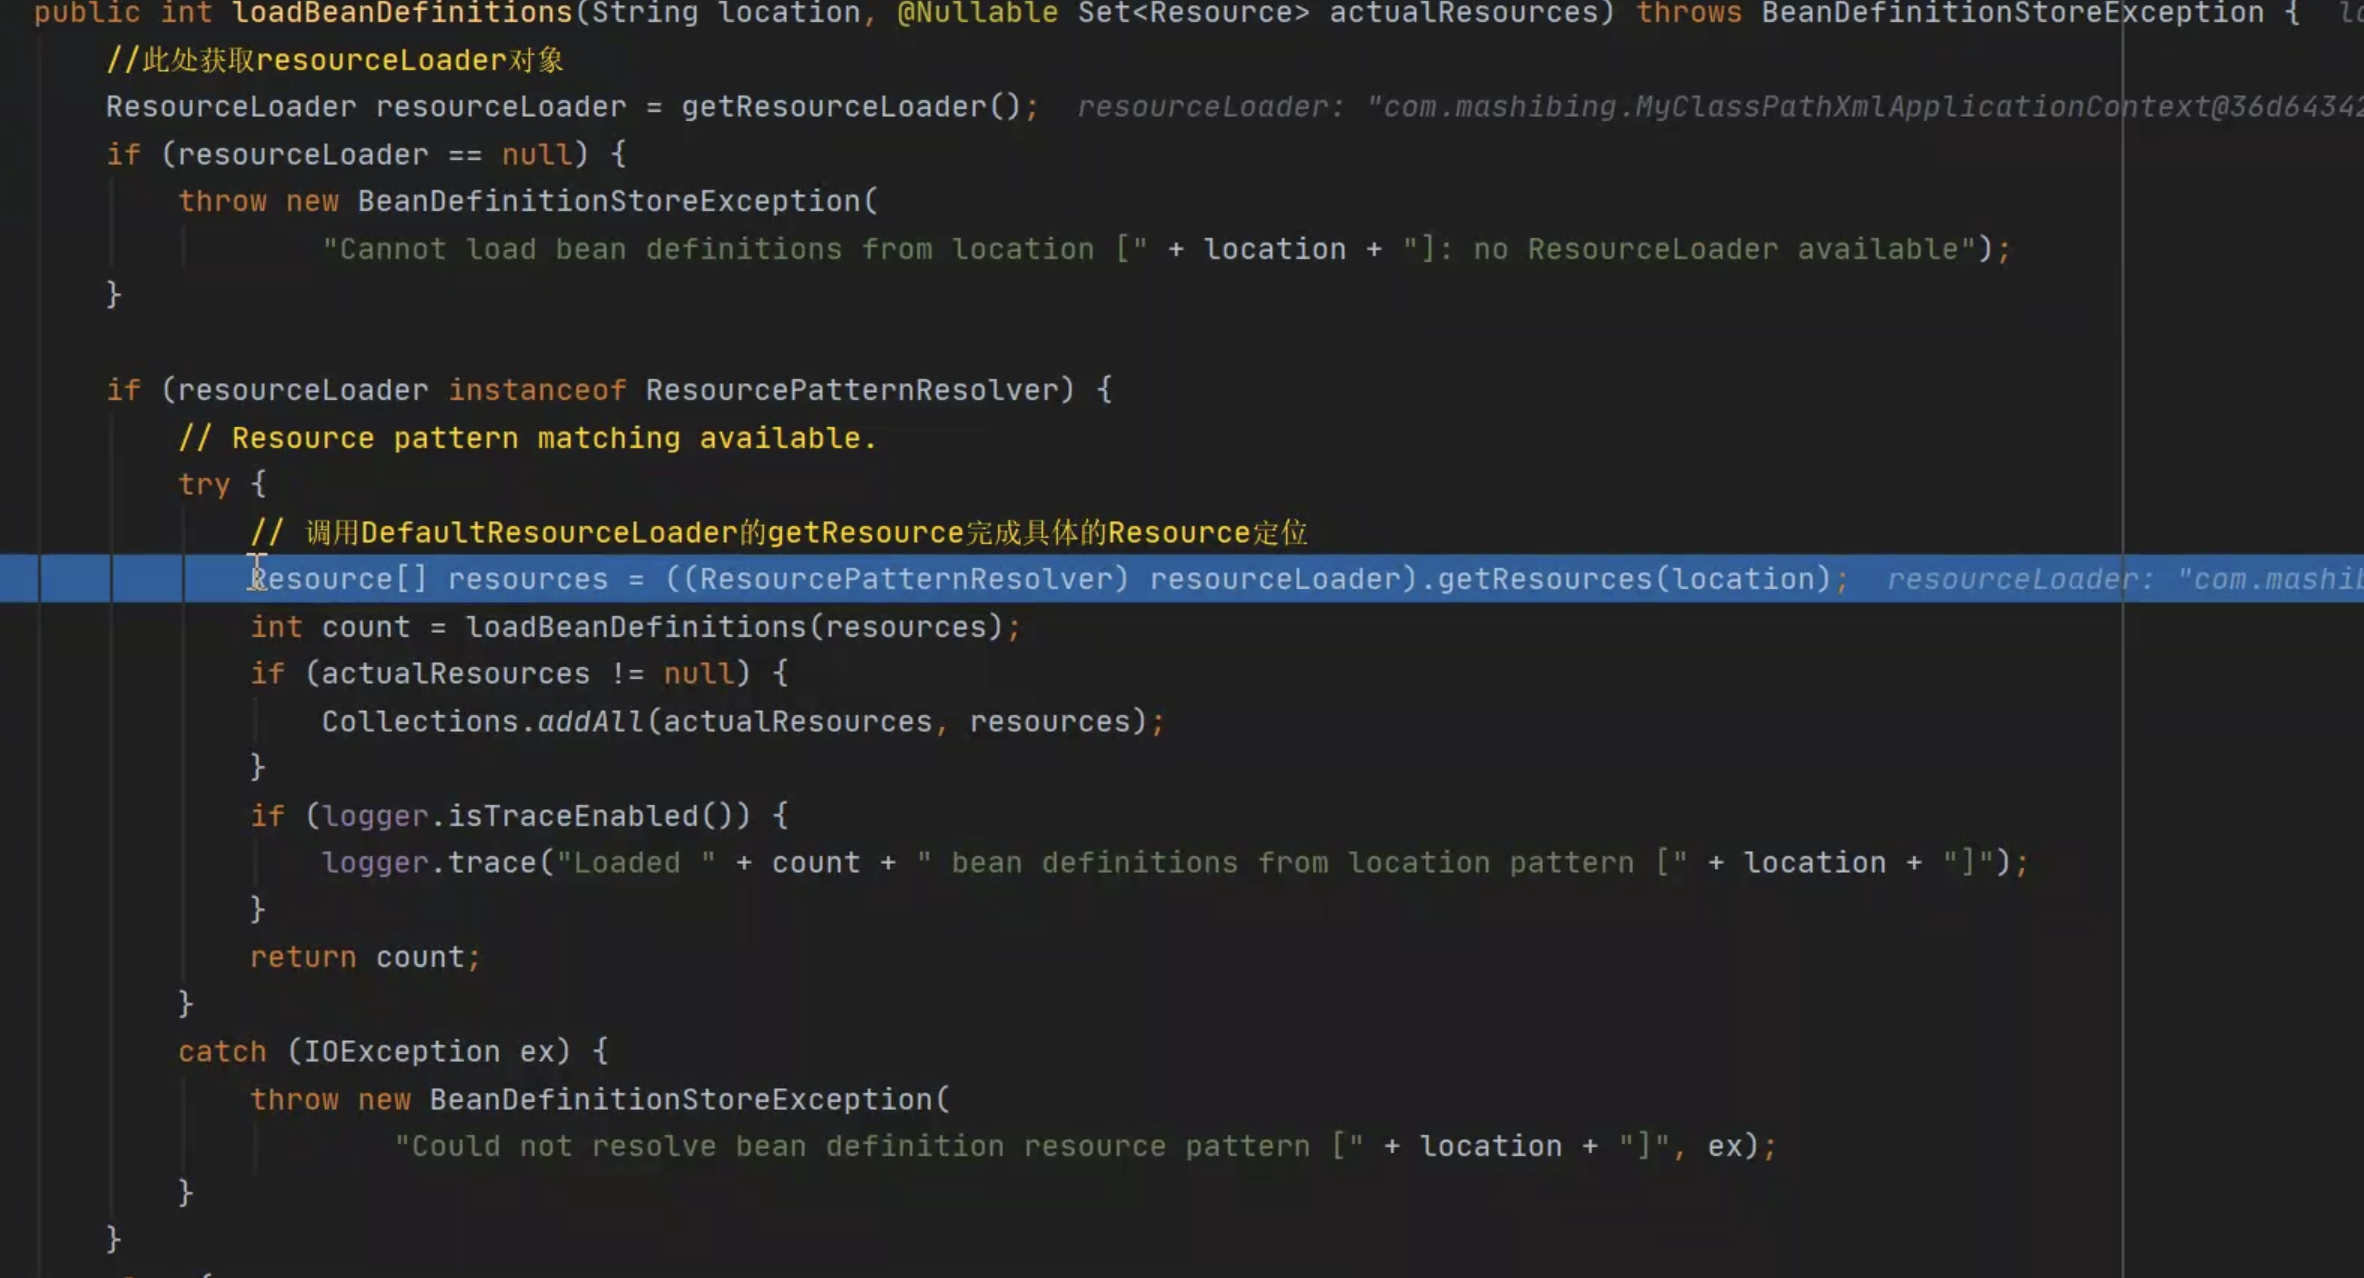 public int loadBeanDefinitions(String location, @Nullable Set<Resource> actualResources) throws BeanDefinitionStoreException {
//此处获取resourceLoader对象
ResourceLoader resourceLoader = getResourceLoader(); resourceLoader: "com.mashibing.MyClassPathXmlApplicationContext@36d64342
if (resourceLoader == null) {
throw new BeanDefinitionStoreException(
"Cannot load bean definitions from location [" + location + "]: no ResourceLoader available");
}
if (resourceLoader instanceof ResourcePatternResolver) {
// Resource pattern matching available.
try {
// 调用DefaultResourceLoader的getResource完成具体的Resource定位
Resource[] resources = ((ResourcePatternResolver) resourceLoader).getResources(location); resourceLoader: "com.mashib
int count = loadBeanDefinitions(resources);
if (actualResources != null) {
Collections.addAll(actualResources, resources);
}
if (logger.isTraceEnabled()) {
logger.trace("Loaded " + count + " bean definitions from location pattern [" + location + "]");
}
return count;
}
catch (IOException ex) {
throw new BeanDefinitionStoreException(
"Could not resolve bean definition resource pattern [" + location + "]", ex);
}
}